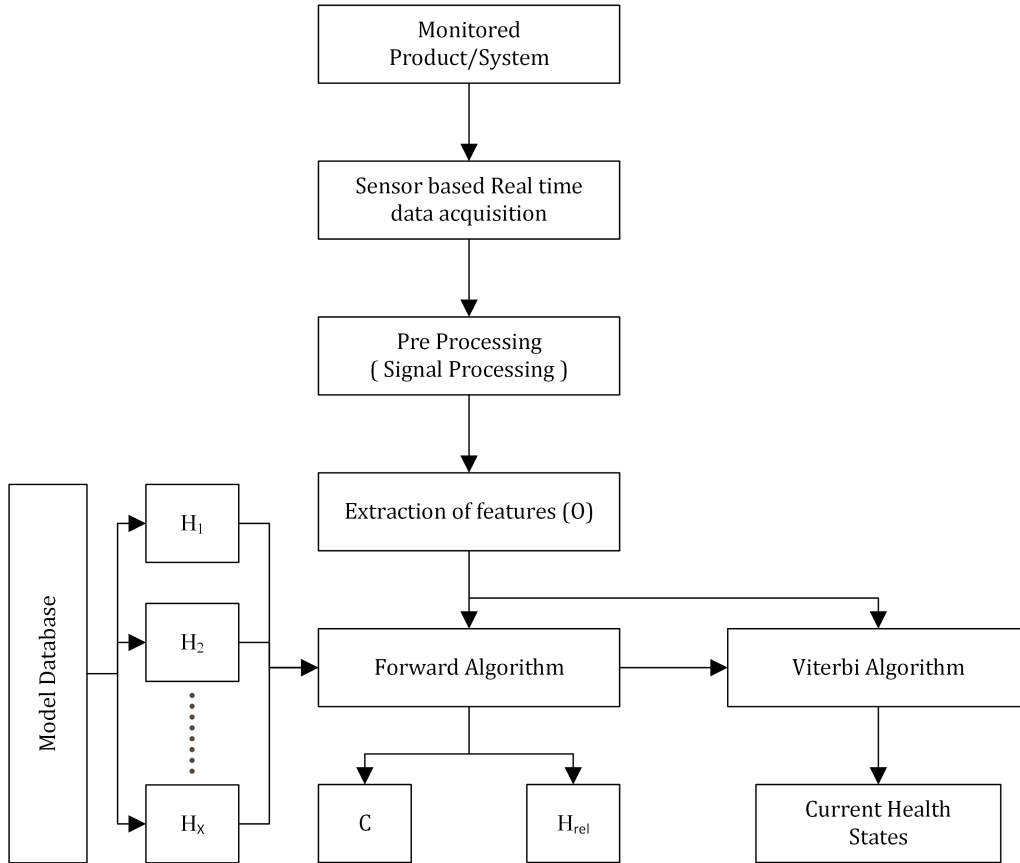 Monitored
Product/System
Sensor based Real time
data acquisition
Pre Processing
( Signal Processing )
Extraction of features (O)
Model Database
H₁
H₂
Hₓ
Forward Algorithm
Viterbi Algorithm
C
Hrel
Current Health
States